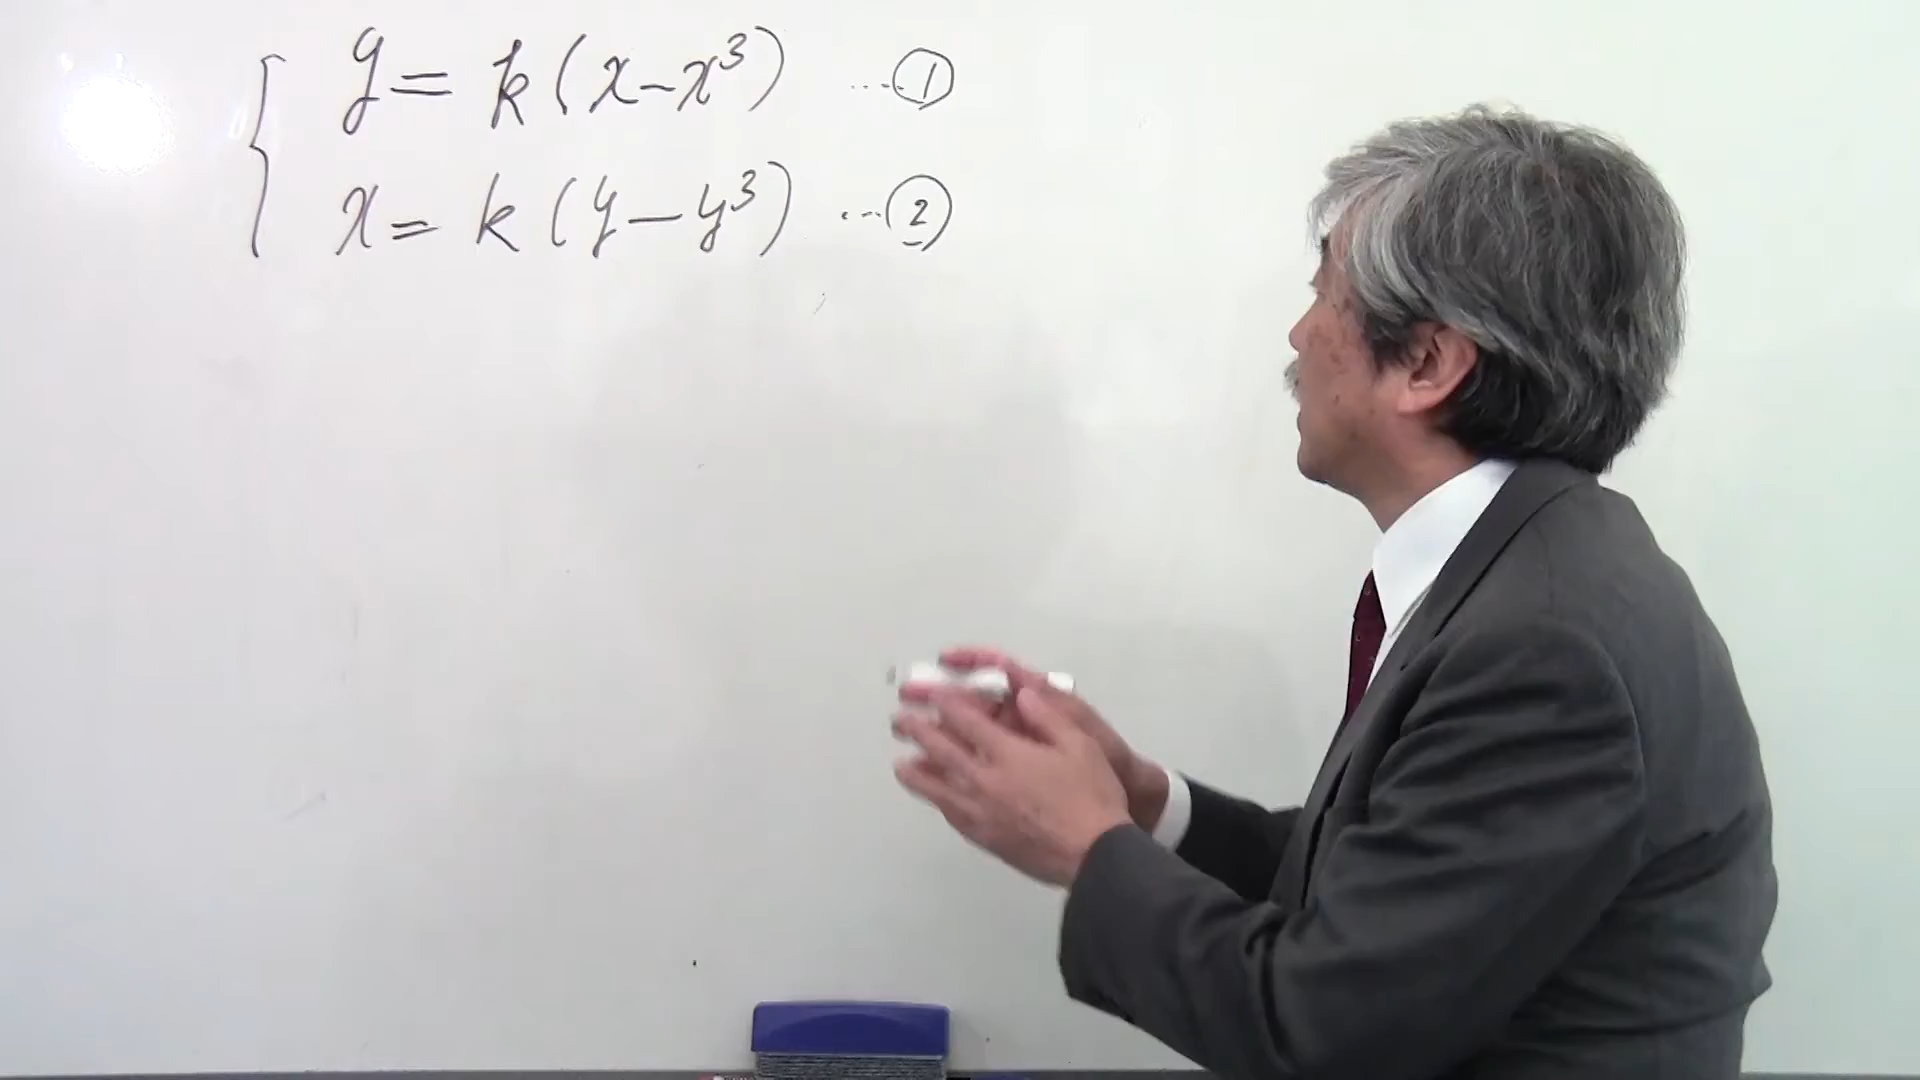 y = k(x-x³) ...①
x = k(y-y³) ...②